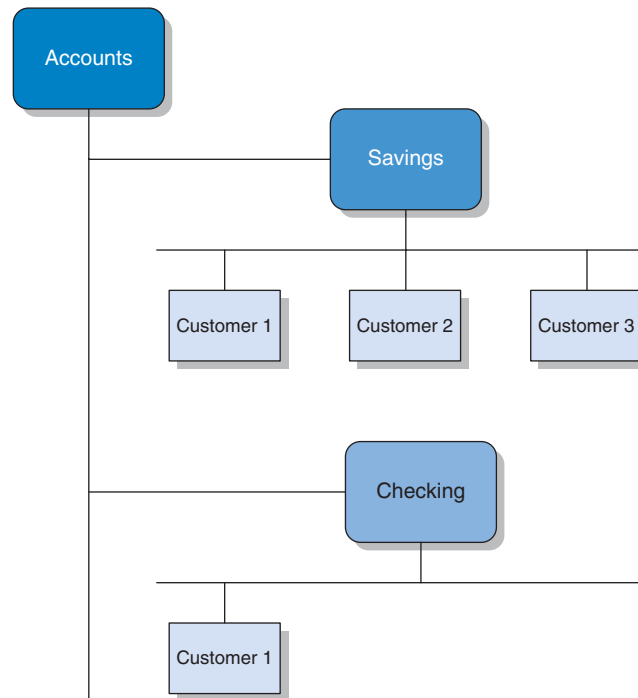 Accounts
Savings
Customer 1
Customer 2
Customer 3
Checking
Customer 1